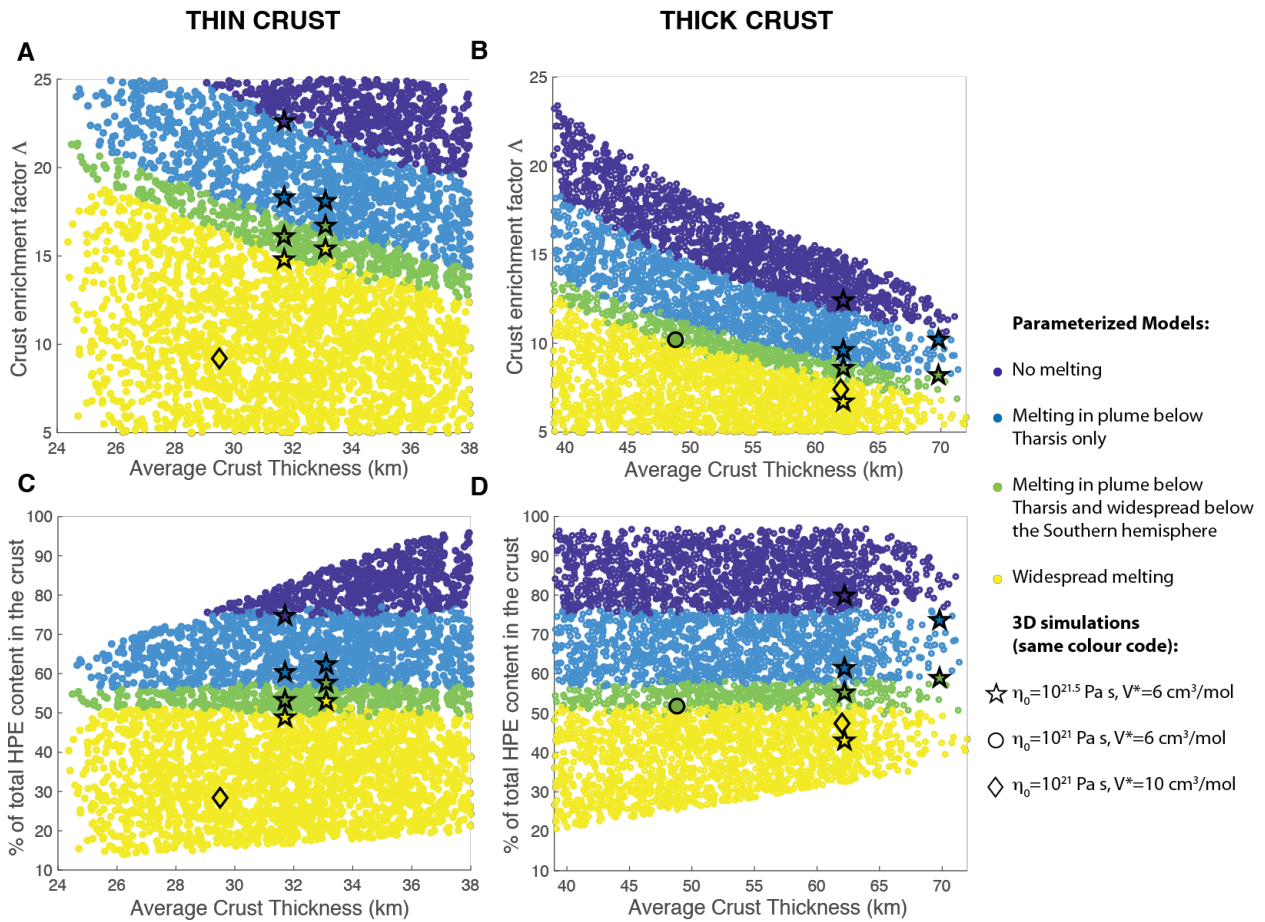 THIN CRUST
THICK CRUST
A
B
25
20
15
10
5
Crust enrichment factor Λ
24
26
28
30
32
34
36
38
Average Crust Thickness (km)
25
20
15
10
5
Crust enrichment factor Λ
40
45
50
55
60
65
70
Average Crust Thickness (km)
C
D
100
90
80
70
60
50
40
30
20
10
% of total HPE content in the crust
24
26
28
30
32
34
36
38
Average Crust Thickness (km)
100
90
80
70
60
50
40
30
20
10
% of total HPE content in the crust
40
45
50
55
60
65
70
Average Crust Thickness (km)
Parameterized Models:
No melting
Melting in plume below
Tharsis only
Melting in plume below
Tharsis and widespread below
the Southern hemisphere
Widespread melting
3D simulations
(same colour code):
η₀=10²¹·⁵ Pa s, V*=6 cm³/mol
η₀=10²¹ Pa s, V*=6 cm³/mol
η₀=10²¹ Pa s, V*=10 cm³/mol